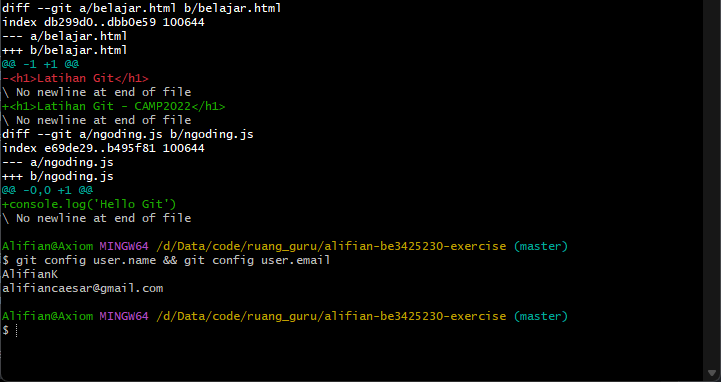 diff --git a/belajar.html b/belajar.html
index db299d0..dbb0e59 100644
--- a/belajar.html
+++ b/belajar.html
@@ -1 +1 @@
-<h1>Latihan Git</h1>
\ No newline at end of file
+<h1>Latihan Git - CAMP2022</h1>
\ No newline at end of file
diff --git a/ngoding.js b/ngoding.js
index e69de29..b495f81 100644
--- a/ngoding.js
+++ b/ngoding.js
@@ -0,0 +1 @@
+console.log('Hello Git')
\ No newline at end of file
Alifian@Axiom MINGW64 /d/Data/code/ruang_guru/alifian-be3425230-exercise (master)
$ git config user.name && git config user.email
AlifianK
alifiancaesar@gmail.com
Alifian@Axiom MINGW64 /d/Data/code/ruang_guru/alifian-be3425230-exercise (master)
$